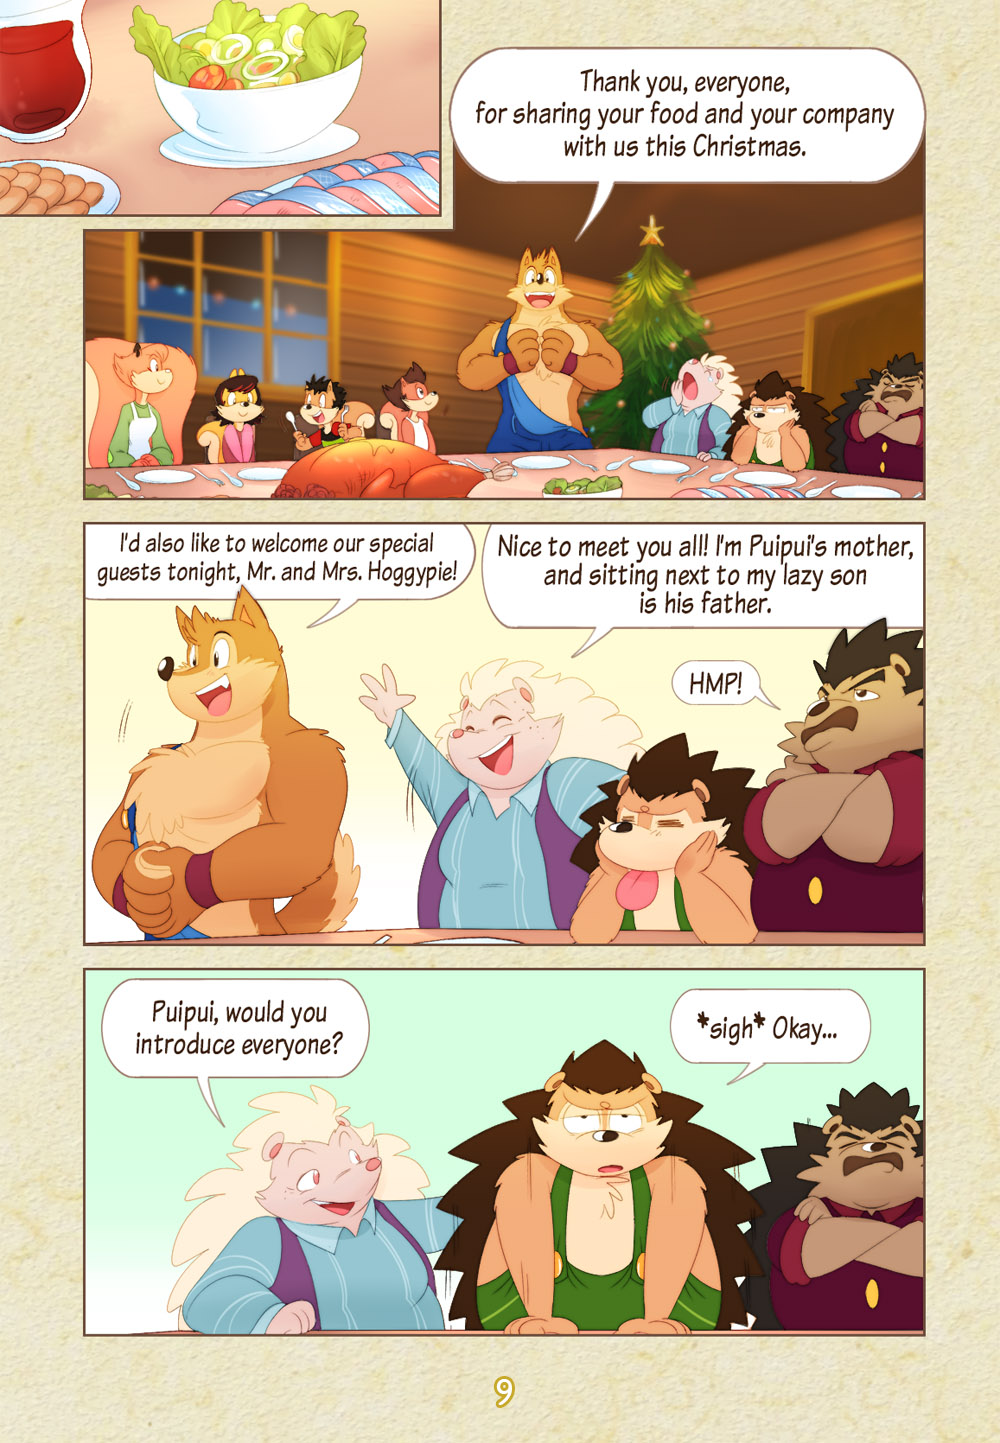 Thank you, everyone,
for sharing your food and your company
with us this Christmas.
I'd also like to welcome our special
guests tonight, Mr. and Mrs. Hoggypie!
Nice to meet you all! I'm Puipui's mother,
and sitting next to my lazy son
is his father.
HMP!
Puipui, would you
introduce everyone?
*sigh* Okay...
9